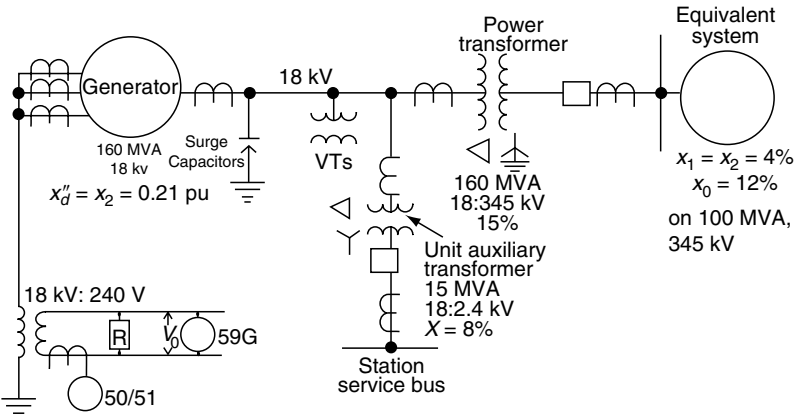 Generator
160 MVA
18 kv
x″d = x2 = 0.21 pu
Surge
Capacitors
18 kV
VTs
Power
transformer
160 MVA
18:345 kV
15%
Equivalent
system
x1 = x2 = 4%
x0 = 12%
on 100 MVA,
345 kV
Unit auxiliary
transformer
15 MVA
18:2.4 kV
X = 8%
Station
service bus
18 kV: 240 V
R
V0
59G
50/51